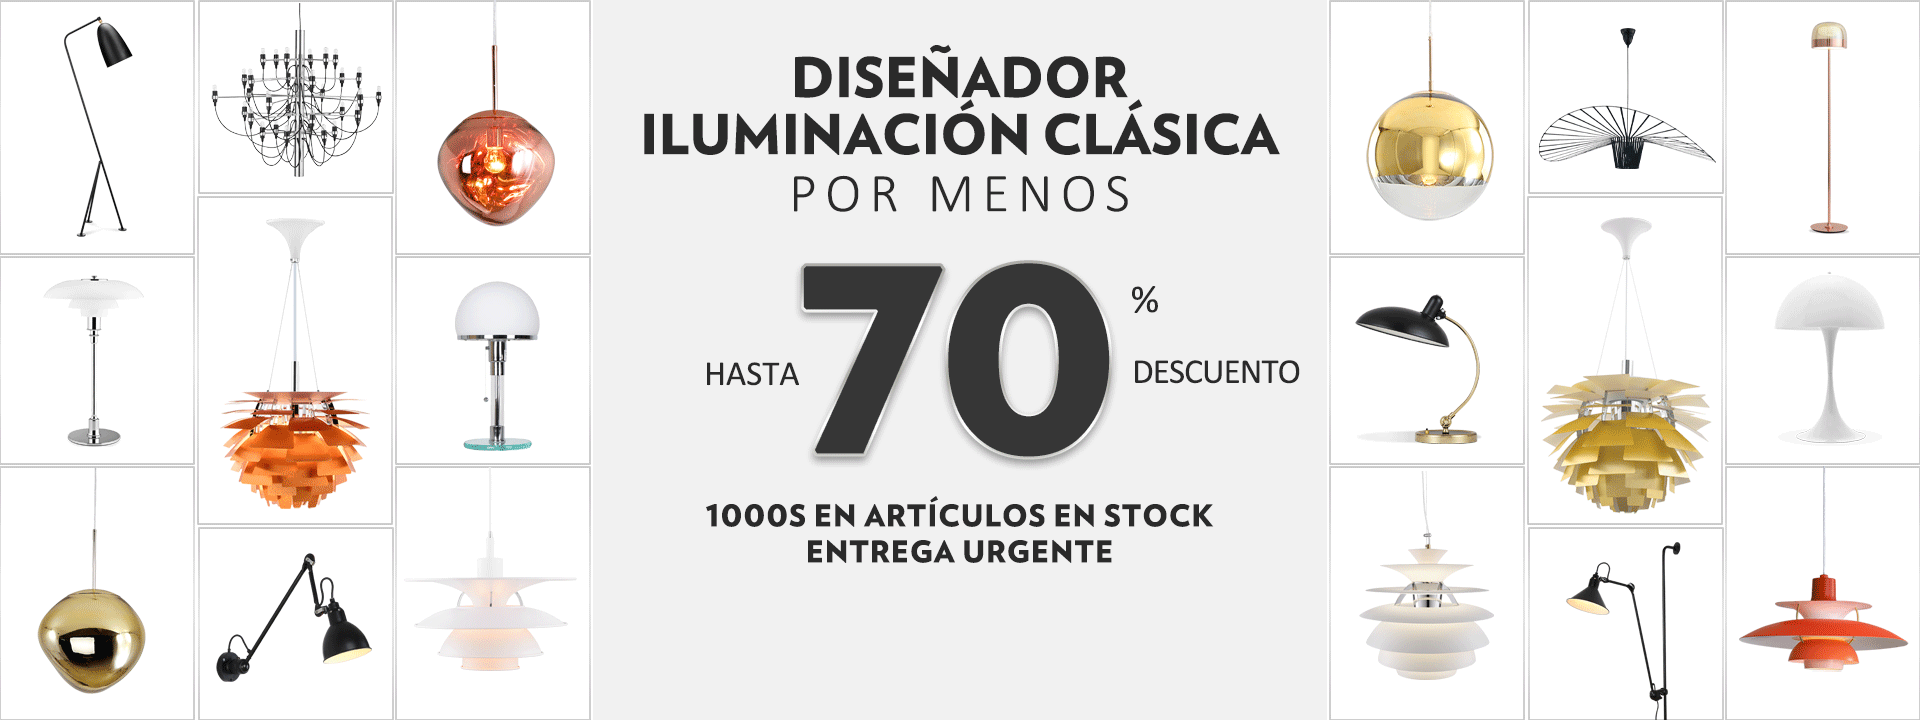 DISEÑADOR
ILUMINACIÓN CLÁSICA
POR MENOS
HASTA 70 % DESCUENTO
1000S EN ARTÍCULOS EN STOCK
ENTREGA URGENTE